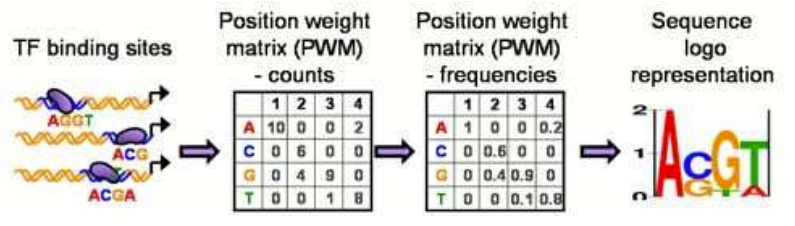 TF binding sites
AGGT
ACG
ACGA
Position weight
matrix (PWM)
- counts
1 2 3 4
A 10 0 0 2
C 0 6 0 0
G 0 4 9 0
T 0 0 1 8
Position weight
matrix (PWM)
- frequencies
1 2 3 4
A 1 0 0 0.2
C 0 0.6 0 0
G 0 0.4 0.9 0
T 0 0 0.1 0.8
Sequence
logo
representation
2
1
0
ACGT
GTA